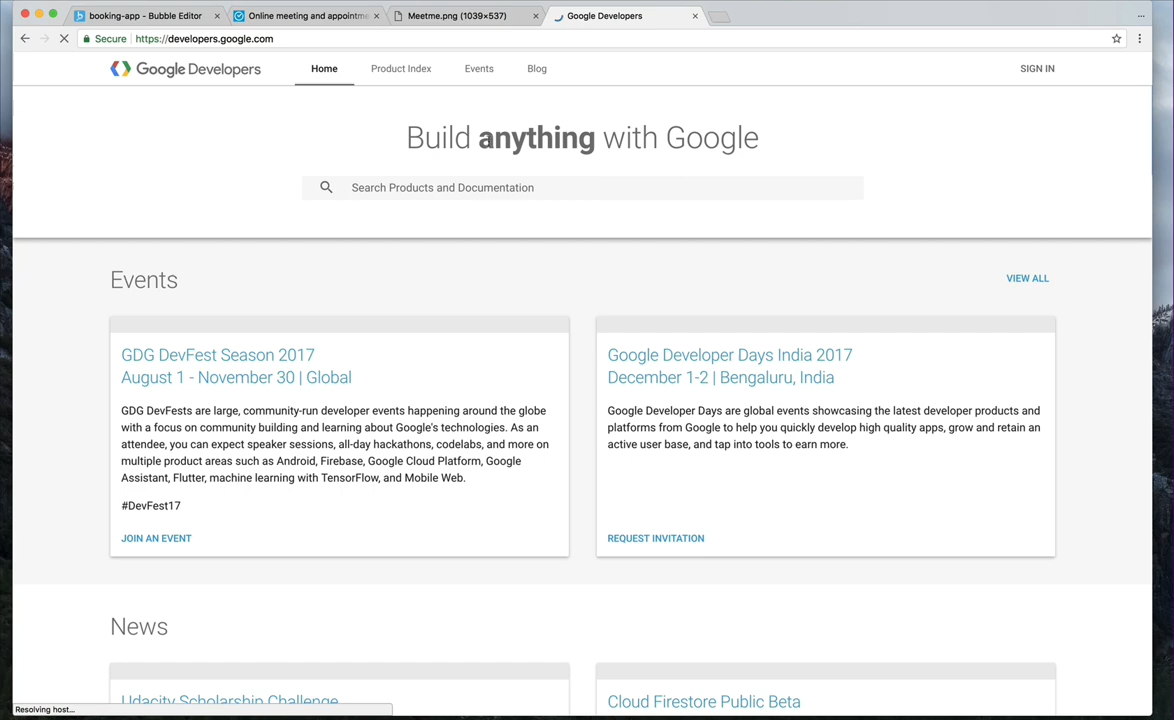 booking-app - Bubble Editor
Online meeting and appointme
Meetme.png (1039×537)
Google Developers
Secure
https://developers.google.com
Google Developers
Home
Product Index
Events
Blog
SIGN IN
Build anything with Google
Search Products and Documentation
Events
VIEW ALL
GDG DevFest Season 2017
August 1 - November 30 | Global
GDG DevFests are large, community-run developer events happening around the globe
with a focus on community building and learning about Google's technologies. As an
attendee, you can expect speaker sessions, all-day hackathons, codelabs, and more on
multiple product areas such as Android, Firebase, Google Cloud Platform, Google
Assistant, Flutter, machine learning with TensorFlow, and Mobile Web.
#DevFest17
JOIN AN EVENT
Google Developer Days India 2017
December 1-2 | Bengaluru, India
Google Developer Days are global events showcasing the latest developer products and
platforms from Google to help you quickly develop high quality apps, grow and retain an
active user base, and tap into tools to earn more.
REQUEST INVITATION
News
Udacity Scholarship Challenge
Cloud Firestore Public Beta
Resolving host...